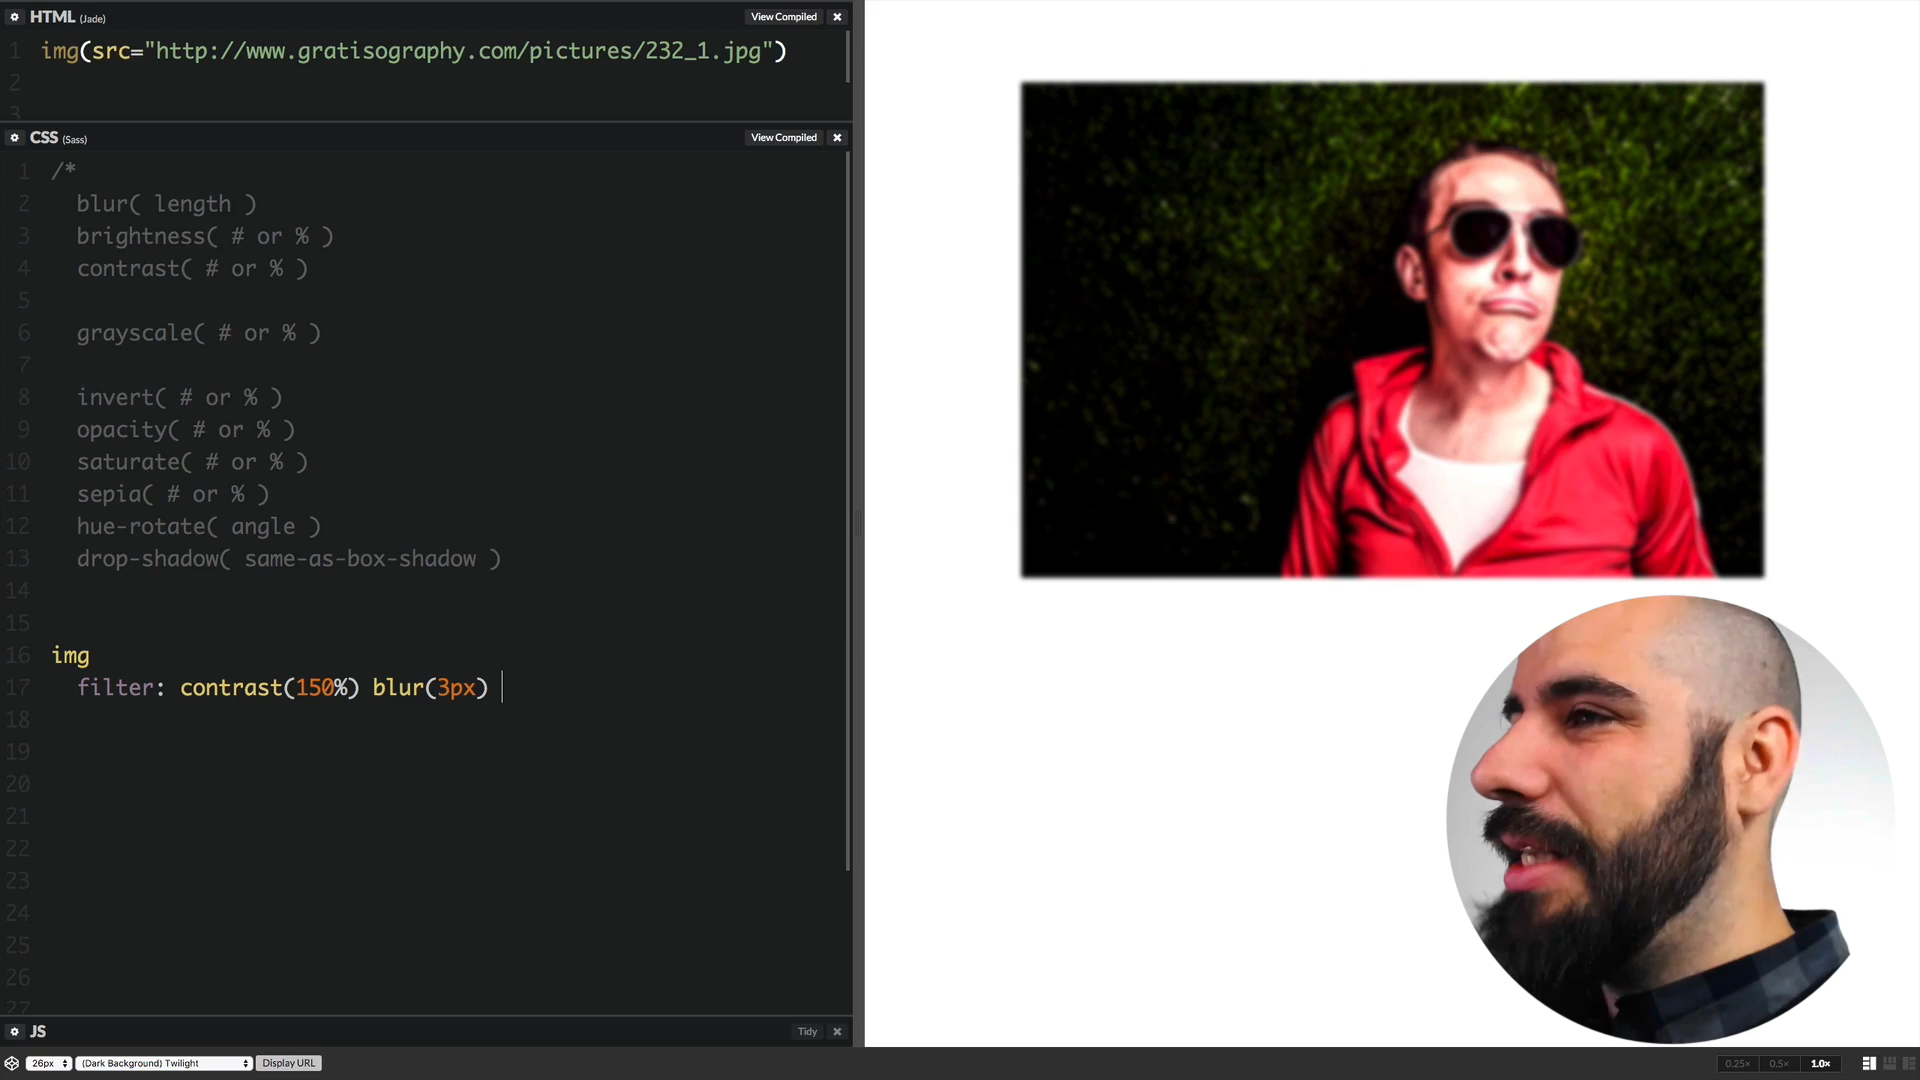 HTML (Jade) View Compiled
1 img(src="http://www.gratisography.com/pictures/232_1.jpg")
2
3
CSS (Sass) View Compiled
1 /*
2 blur( length )
3 brightness( # or % )
4 contrast( # or % )
5
6 grayscale( # or % )
7
8 invert( # or % )
9 opacity( # or % )
10 saturate( # or % )
11 sepia( # or % )
12 hue-rotate( angle )
13 drop-shadow( same-as-box-shadow )
14
15
16 img
17 filter: contrast(150%) blur(3px)
18
19
20
21
22
23
24
25
26
27
JS Tidy
26px (Dark Background) Twilight Display URL 0.25× 0.5× 1.0×